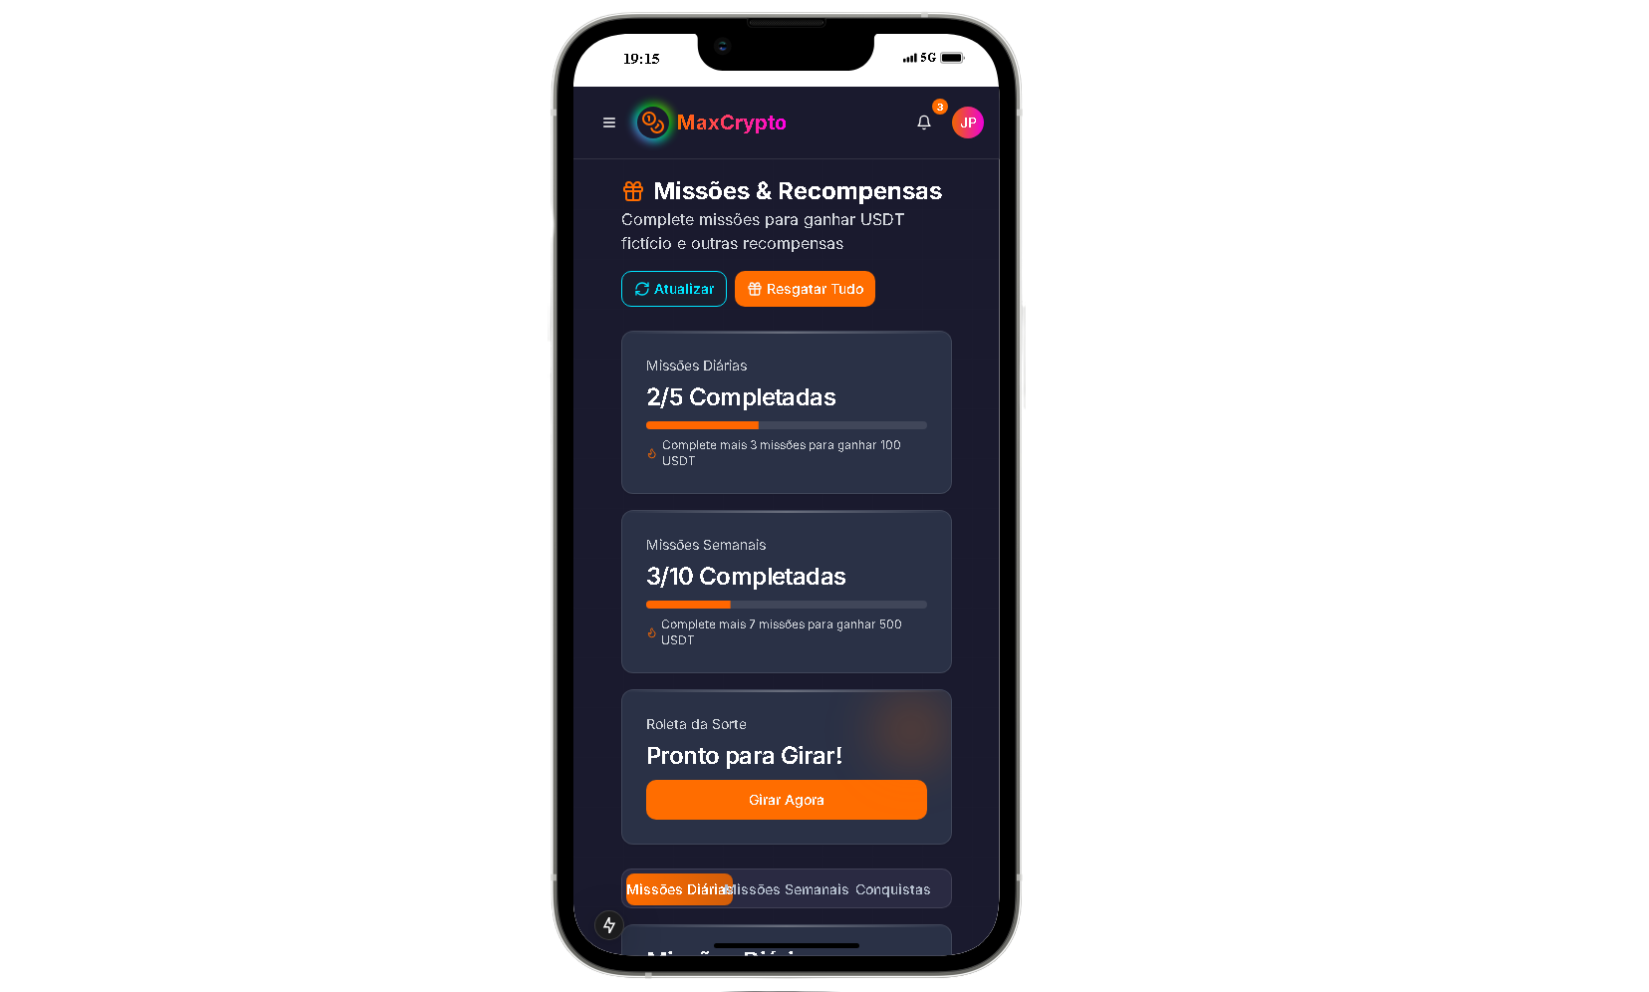 19:15
5G
MaxCrypto
3
JP
Missões & Recompensas
Complete missões para ganhar USDT
fictício e outras recompensas
Atualizar
Resgatar Tudo
Missões Diárias
2/5 Completadas
Complete mais 3 missões para ganhar 100
USDT
Missões Semanais
3/10 Completadas
Complete mais 7 missões para ganhar 500
USDT
Roleta da Sorte
Pronto para Girar!
Girar Agora
Missões Diárias
Missões Semanais
Conquistas